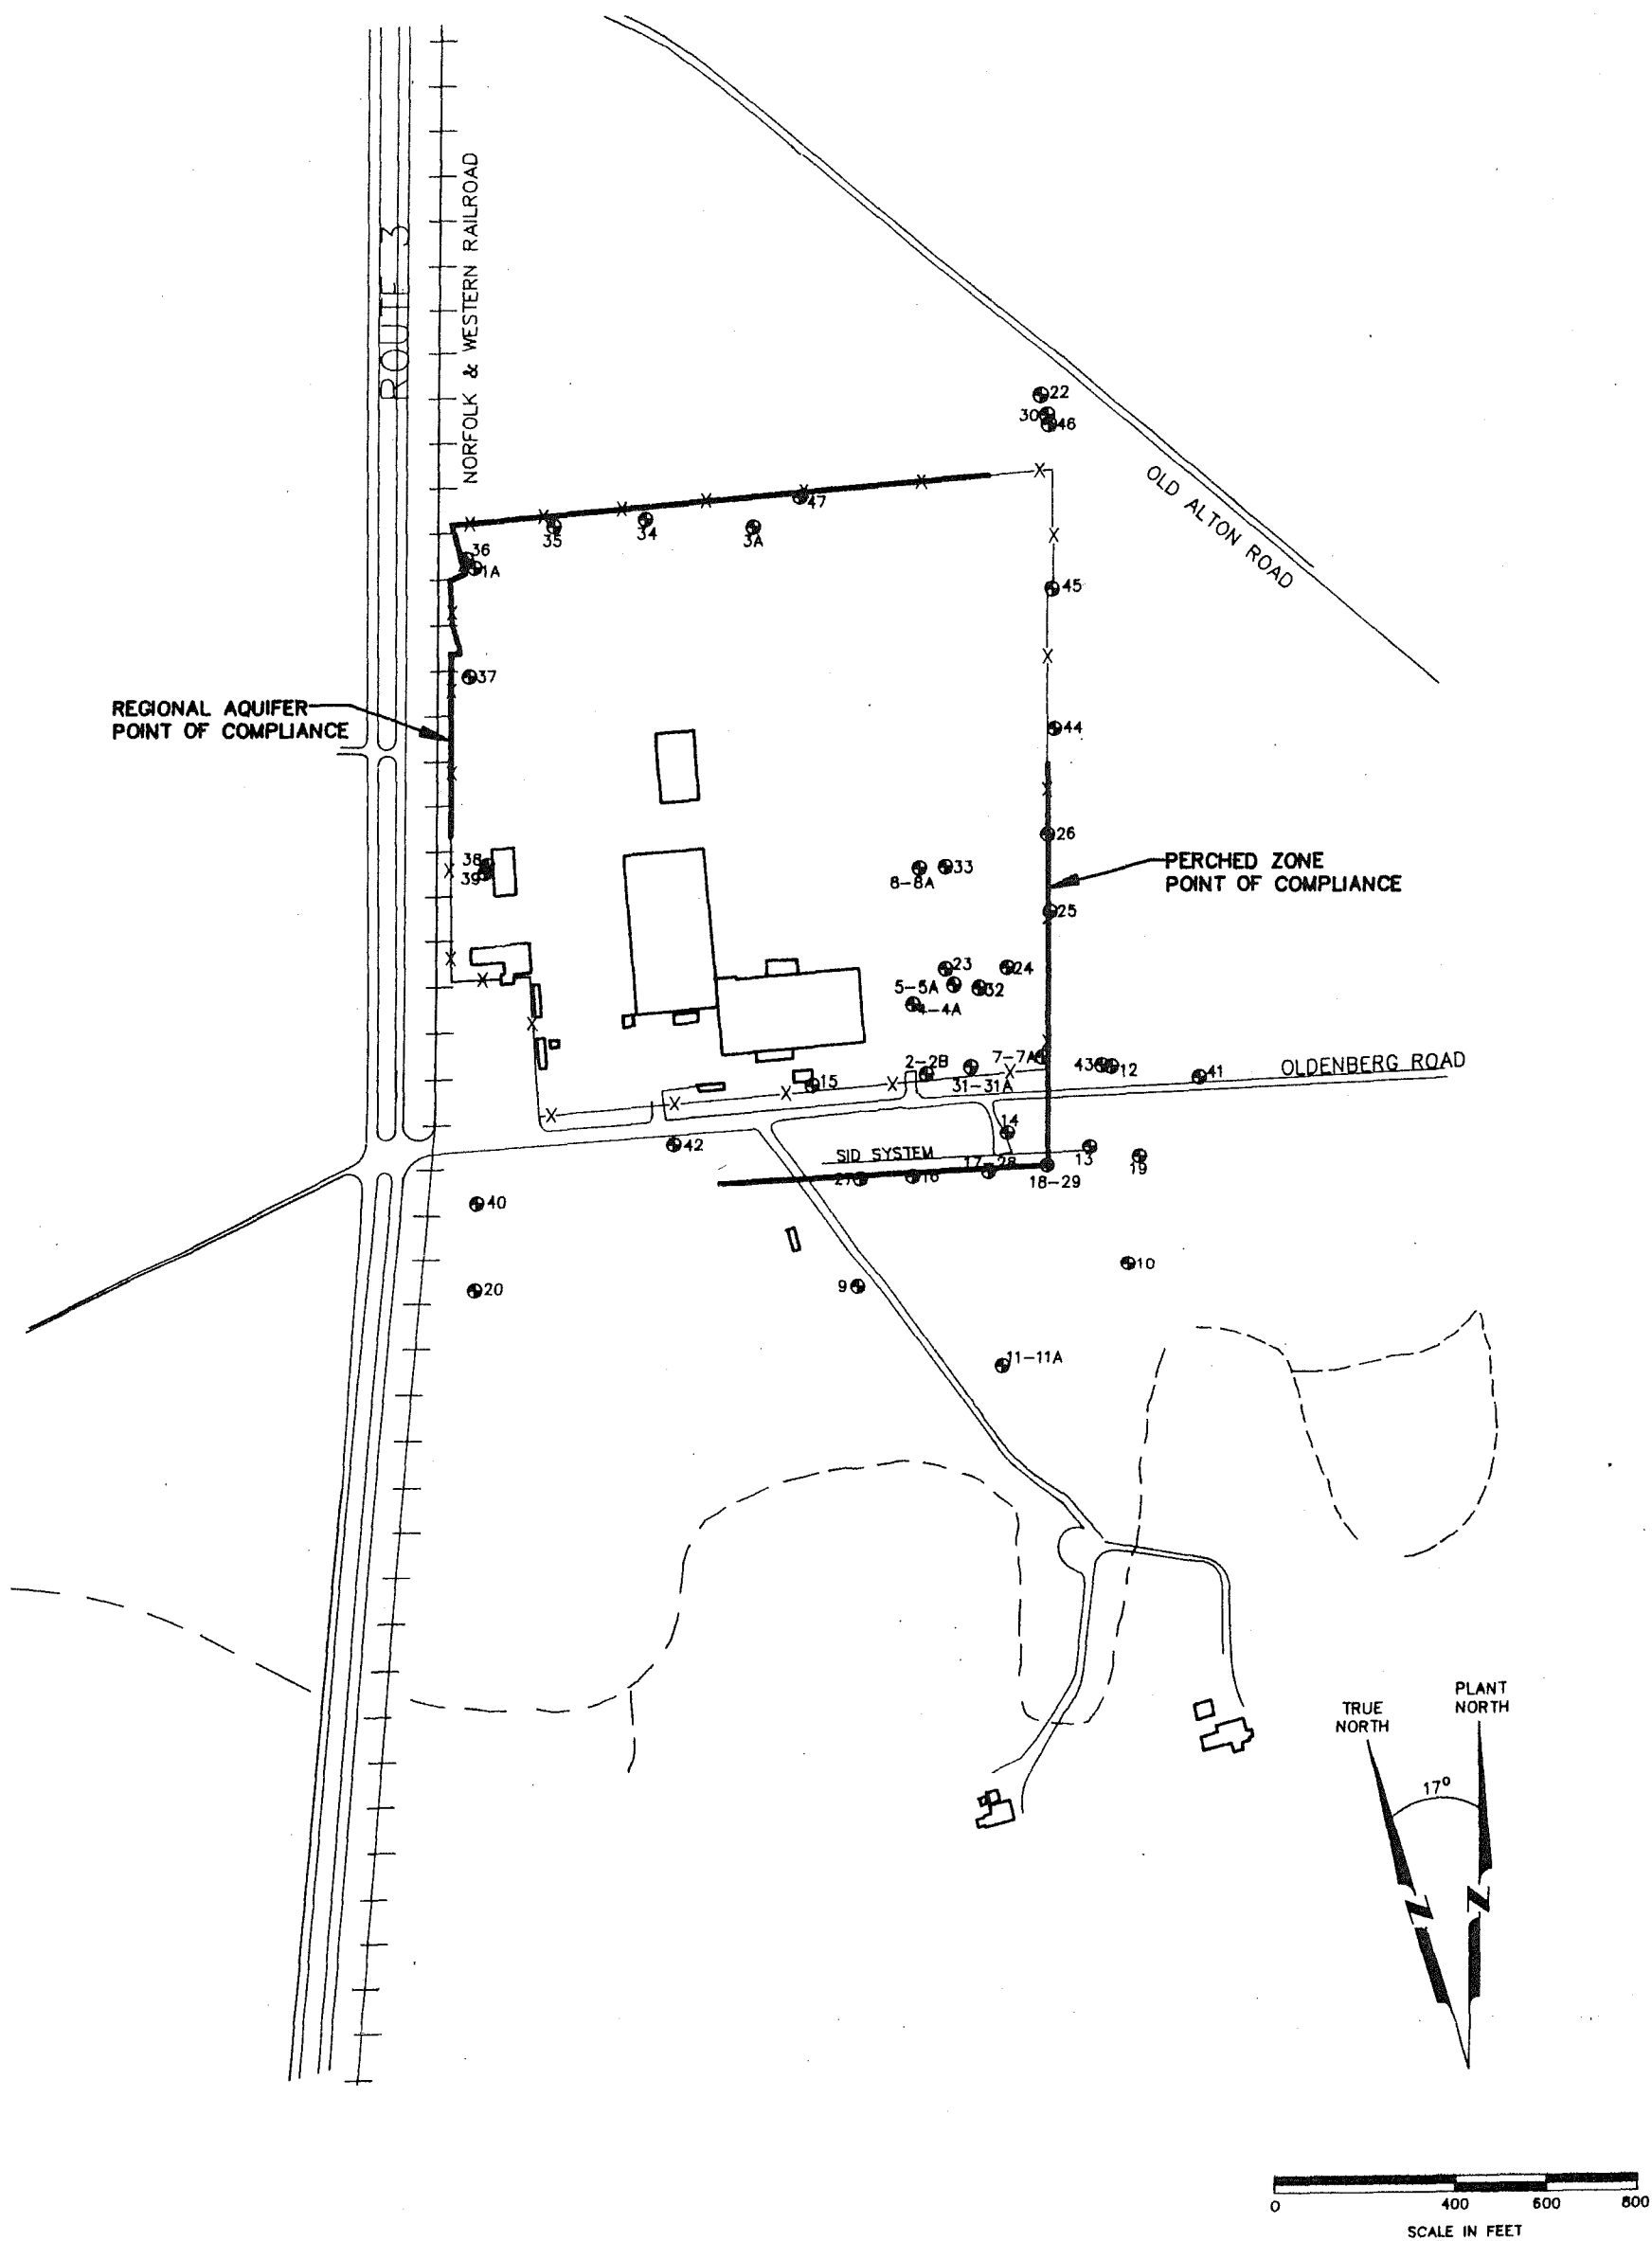 ROUTE 3
NORFOLK & WESTERN RAILROAD
22
30
46
OLD ALTON ROAD
47
35
34
3A
36
1A
45
37
REGIONAL AQUIFER
POINT OF COMPLIANCE
44
26
38
39
8-8A
33
PERCHED ZONE
POINT OF COMPLIANCE
25
23
24
5-5A
32
4-4A
2-2B
7-7A
43
12
41
OLDENBERG ROAD
15
31-31A
14
42
SID SYSTEM
17-28
13
19
27
16
18-29
40
10
20
9
11-11A
TRUE
NORTH
PLANT
NORTH
17°
N
N
0
400
600
800
SCALE IN FEET